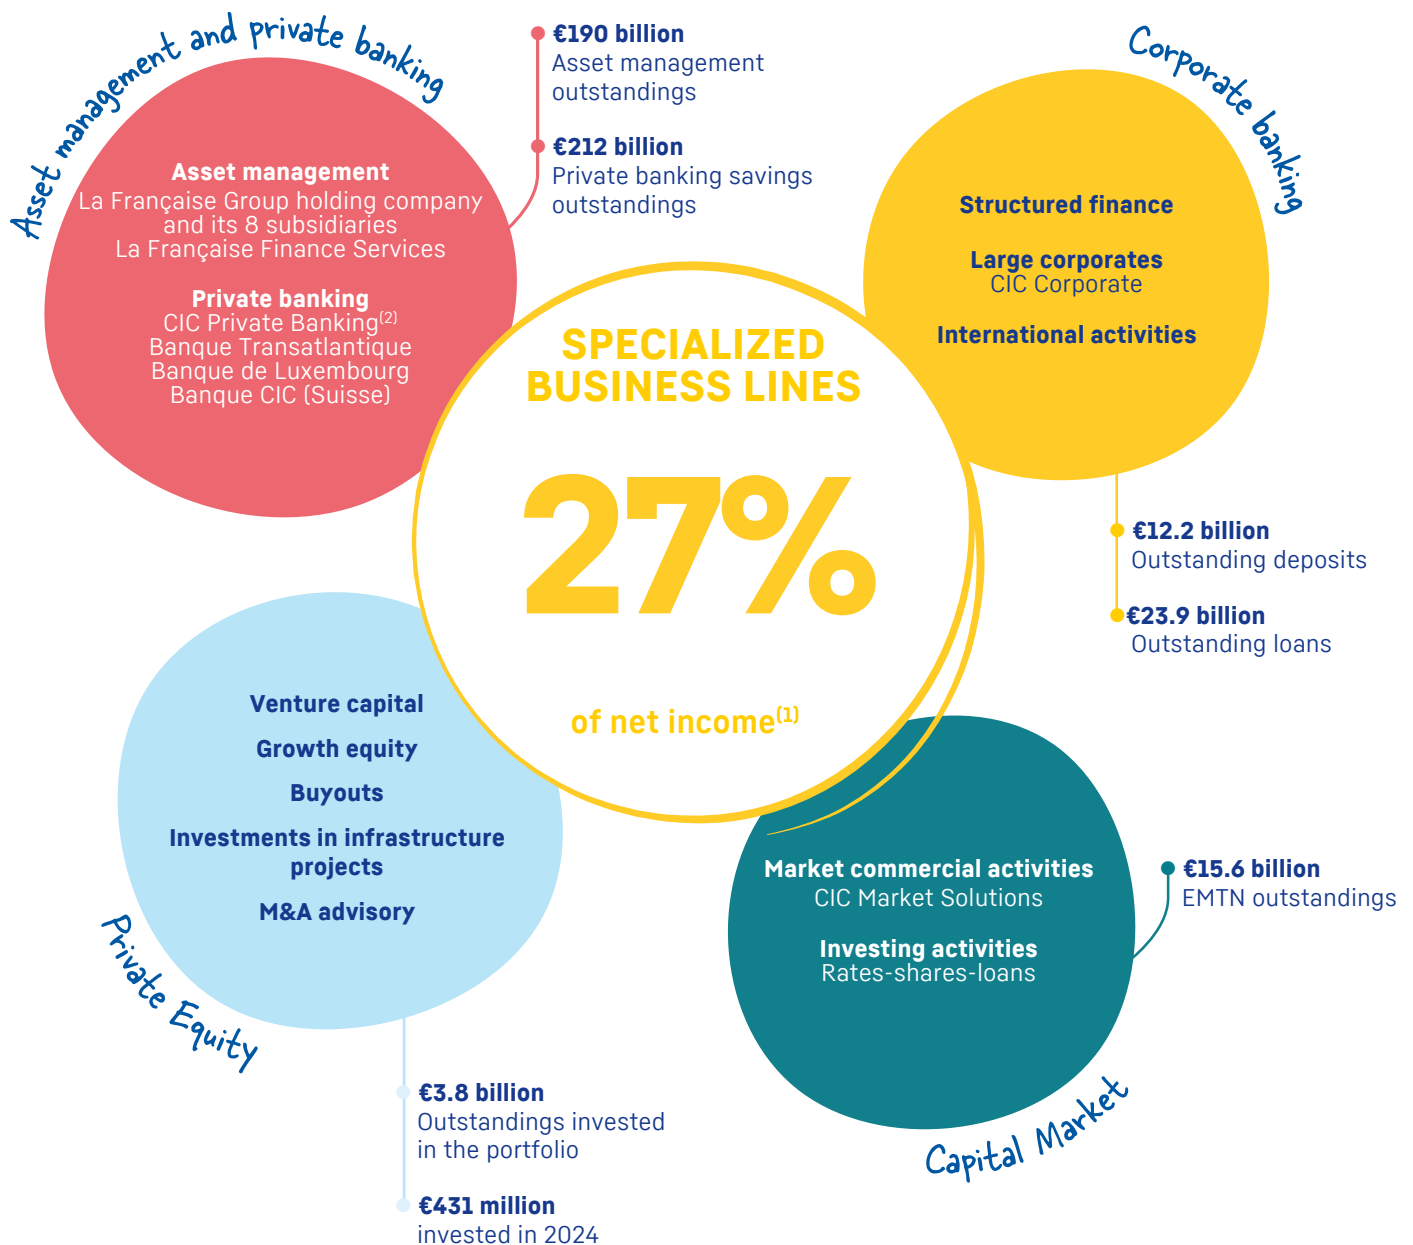 Asset management and private banking
Asset management
La Française Group holding company
and its 8 subsidiaries
La Française Finance Services
Private banking
CIC Private Banking(2)
Banque Transatlantique
Banque de Luxembourg
Banque CIC (Suisse)
€190 billion
Asset management
outstandings
€212 billion
Private banking savings
outstandings
Corporate banking
Structured finance
Large corporates
CIC Corporate
International activities
€12.2 billion
Outstanding deposits
€23.9 billion
Outstanding loans
SPECIALIZED
BUSINESS LINES
27%
of net income(1)
Venture capital
Growth equity
Buyouts
Investments in infrastructure
projects
M&A advisory
Private Equity
€3.8 billion
Outstandings invested
in the portfolio
€431 million
invested in 2024
Market commercial activities
CIC Market Solutions
Investing activities
Rates-shares-loans
Capital Market
€15.6 billion
EMTN outstandings